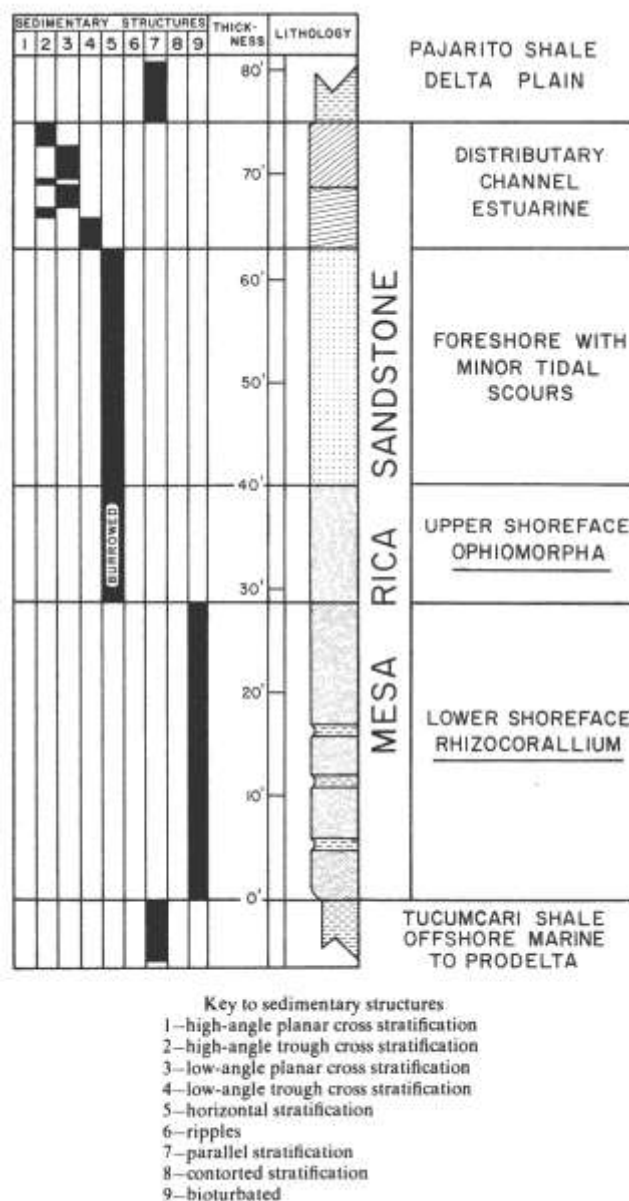 SEDIMENTARY STRUCTURES
THICK-
NESS
LITHOLOGY
1 2 3 4 5 6 7 8 9
80'
70'
60'
50'
40'
30'
20'
10'
0'
BURROWED
MESA RICA SANDSTONE
PAJARITO SHALE
DELTA PLAIN
DISTRIBUTARY
CHANNEL
ESTUARINE
FORESHORE WITH
MINOR TIDAL
SCOURS
UPPER SHOREFACE
OPHIOMORPHA
LOWER SHOREFACE
RHIZOCORALLIUM
TUCUMCARI SHALE
OFFSHORE MARINE
TO PRODELTA
Key to sedimentary structures
1—high-angle planar cross stratification
2—high-angle trough cross stratification
3—low-angle planar cross stratification
4—low-angle trough cross stratification
5—horizontal stratification
6—ripples
7—parallel stratification
8—contorted stratification
9—bioturbated